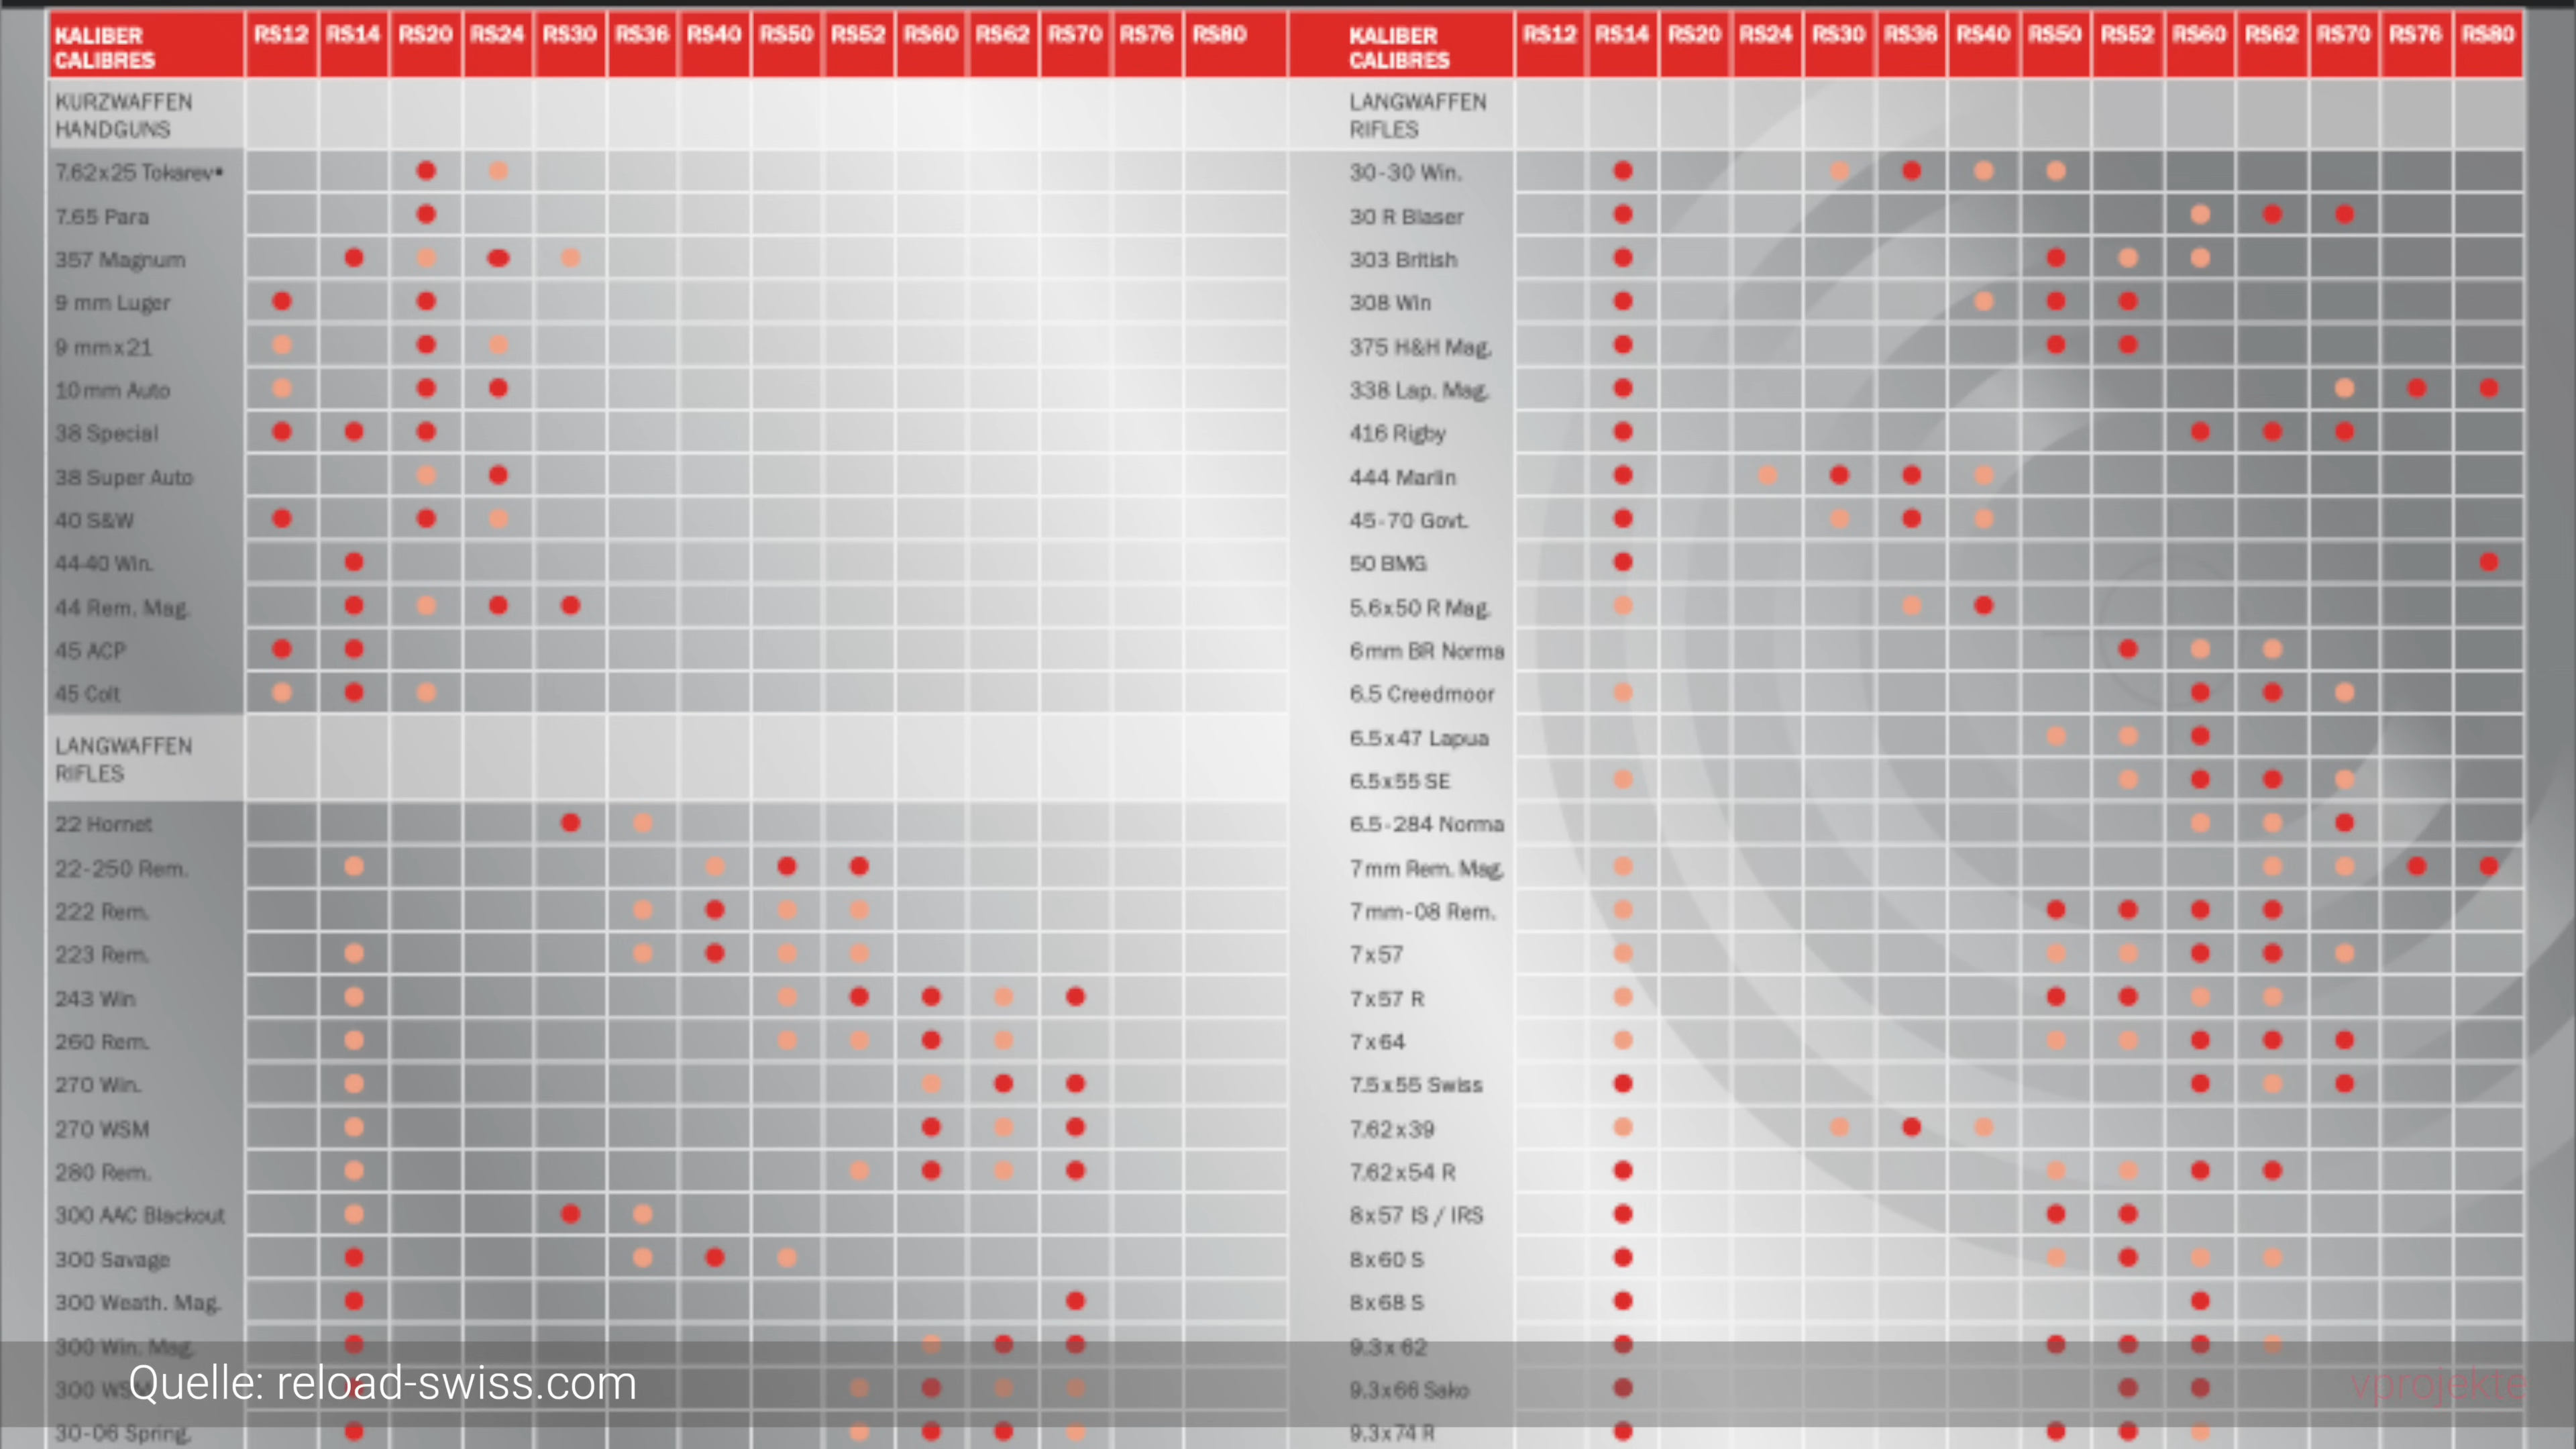 KALIBER
CALIBRES
RS12 RS14 RS20 RS24 RS30 RS36 RS40 RS50 RS52 RS60 RS62 RS70 RS76 RS80
KURZWAFFEN
HANDGUNS
7.62x25 Tokarev•
7.65 Para
357 Magnum
9 mm Luger
9 mmx21
10 mm Auto
38 Special
38 Super Auto
40 S&W
44-40 Win.
44 Rem. Mag.
45 ACP
45 Colt
LANGWAFFEN
RIFLES
22 Hornet
22-250 Rem.
222 Rem.
223 Rem.
243 Win
260 Rem.
270 Win.
270 WSM
280 Rem.
300 AAC Blackout
300 Savage
300 Weath. Mag.
300 Win. Mag.
300 WSM
30-06 Spring.
KALIBER
CALIBRES
RS12 RS14 RS20 RS24 RS30 RS36 RS40 RS50 RS52 RS60 RS62 RS70 RS76 RS80
LANGWAFFEN
RIFLES
30-30 Win.
30 R Blaser
303 British
308 Win
375 H&H Mag.
338 Lap. Mag.
416 Rigby
444 Marlin
45-70 Govt.
50 BMG
5.6x50 R Mag.
6mm BR Norma
6.5 Creedmoor
6.5x47 Lapua
6.5x55 SE
6.5-284 Norma
7mm Rem. Mag.
7mm-08 Rem.
7x57
7x57 R
7x64
7.5x55 Swiss
7.62x39
7.62x54 R
8x57 IS / IRS
8x60 S
8x68 S
9.3x62
9.3x66 Sako
9.3x74 R
Quelle: reload-swiss.com
vprojekte